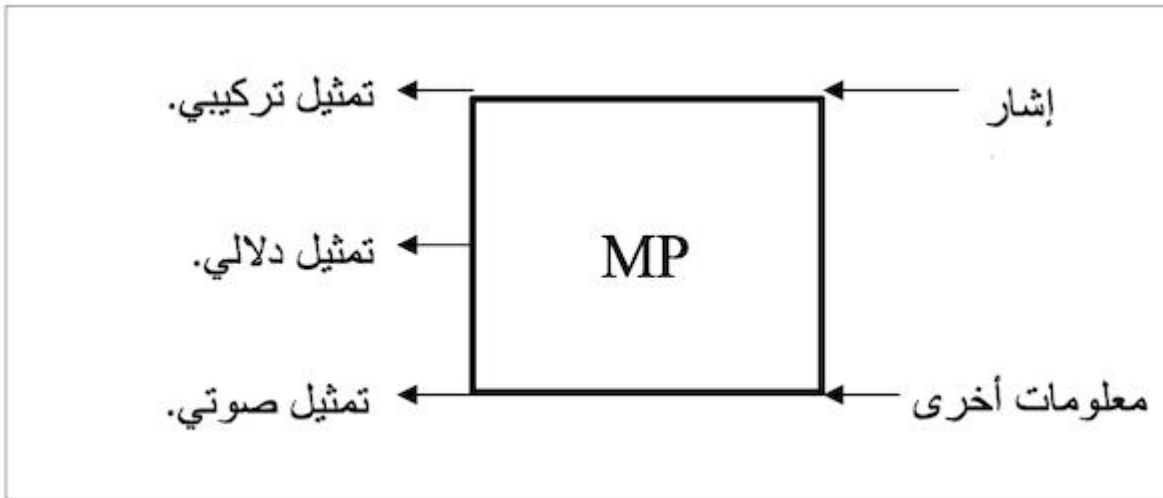 إشار
تمثيل تركيبي.
MP
تمثيل دلالي.
معلومات أخرى
تمثيل صوتي.